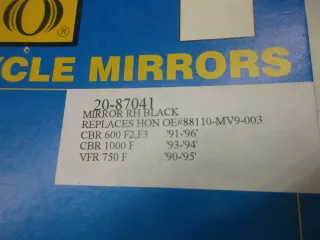 ®
CYCLE MIRRORS
20-87041
MIRROR RH BLACK
REPLACES HON OE#88110-MV9-003
CBR 600 F2,F3 '91-96'
CBR 1000 F '93-94'
VFR 750 F '90-95'